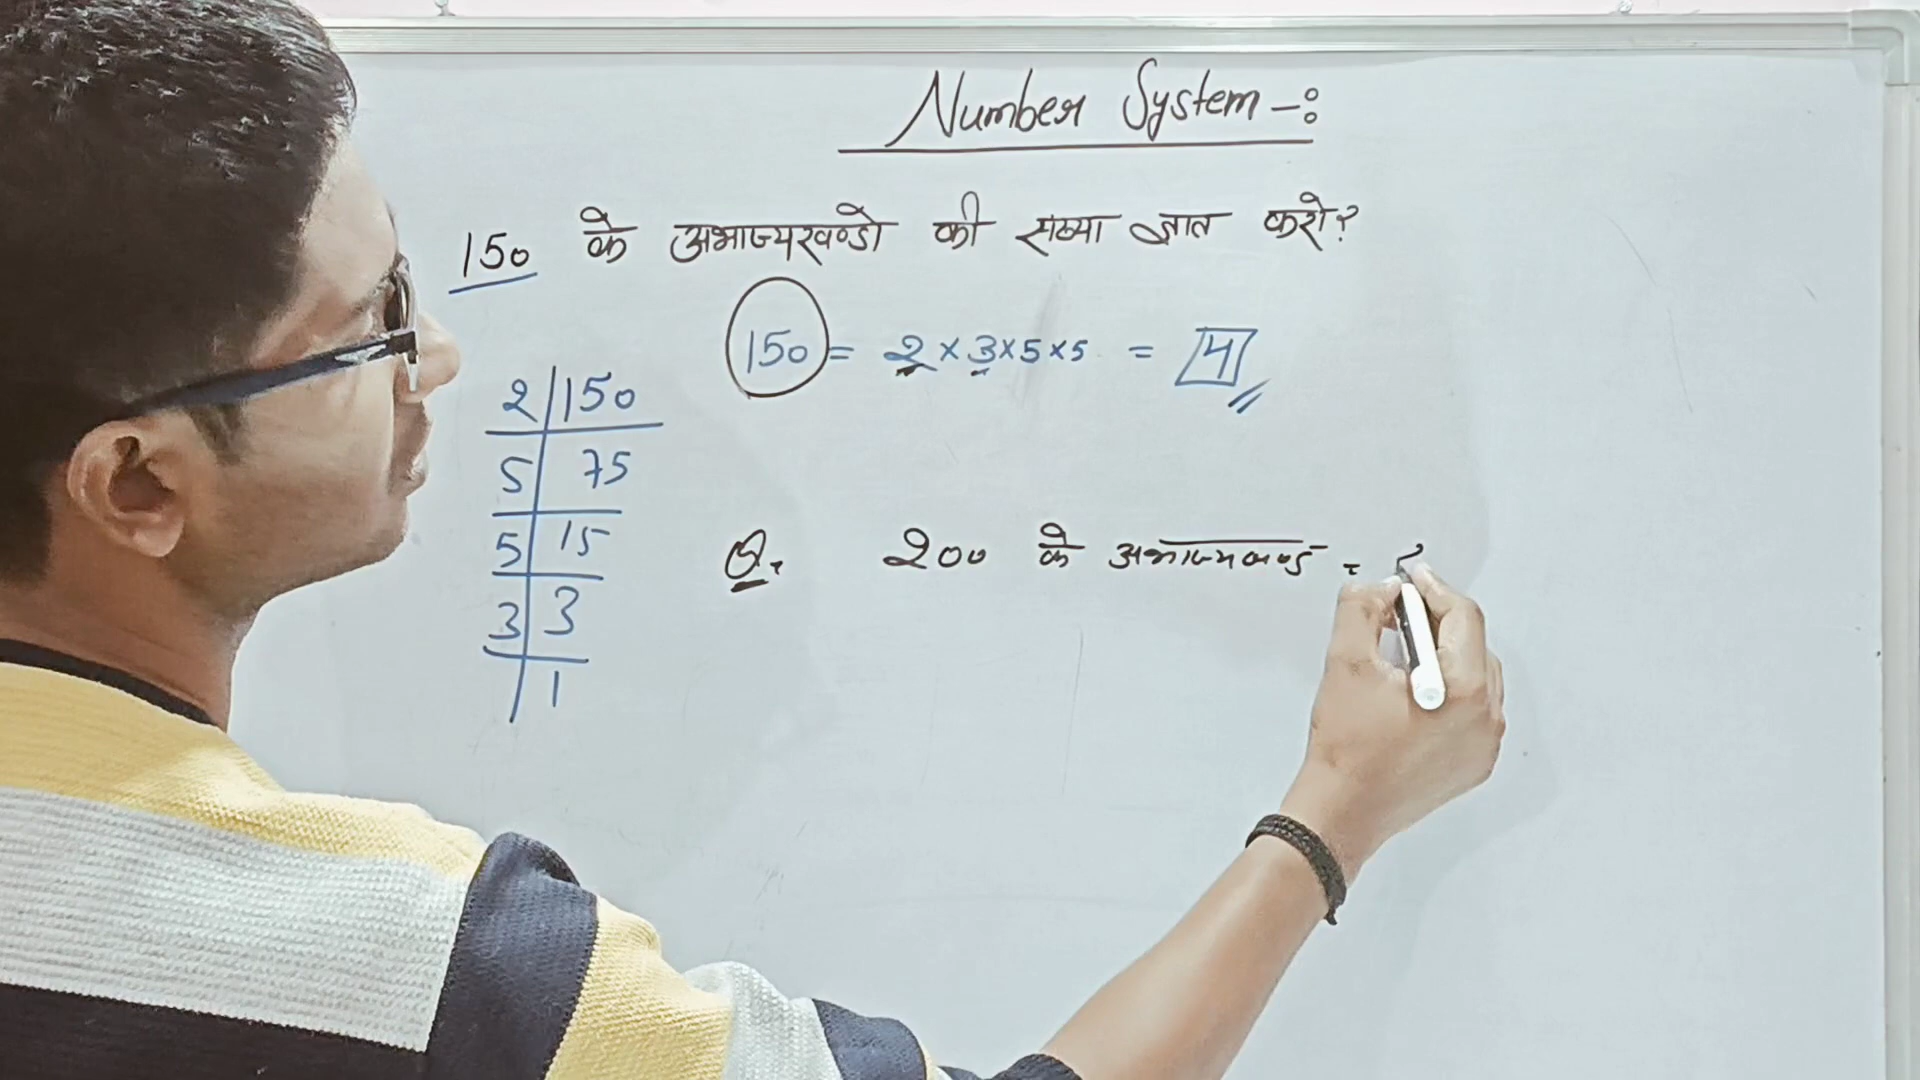 Number System -:
150 के अभाज्यखण्डो की संख्या ज्ञात करो?
150 = 2 × 3 × 5 × 5 = 4
2 | 150
5 | 75
5 | 15
3 | 3
| 1
Q. 200 के अभाज्यखण्ड = ?